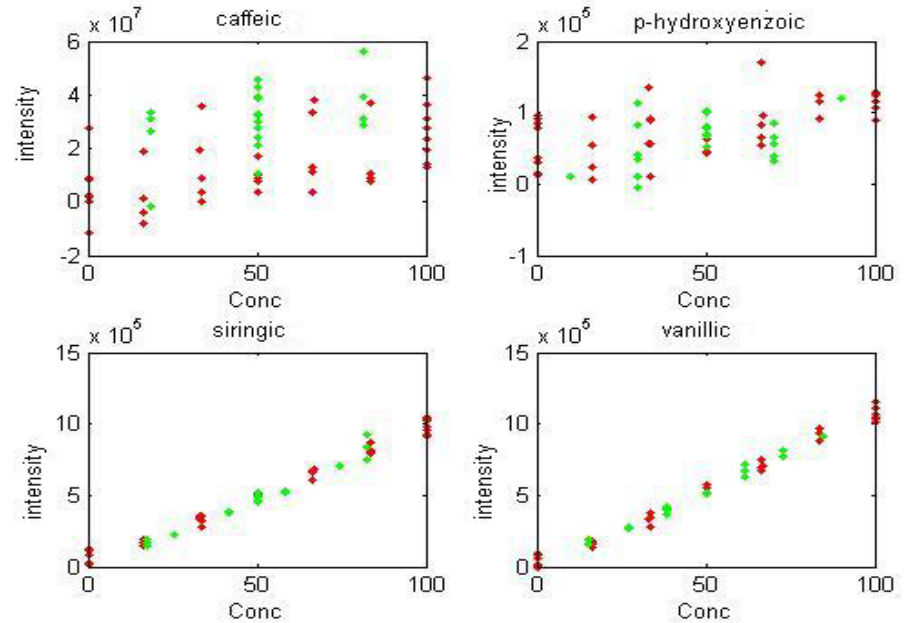 x 10^7 caffeic
6
4
2
0
-2
0 50 100
intensity
Conc
x 10^5 p-hydroxyenzoic
2
1
0
-1
0 50 100
intensity
Conc
x 10^5 siringic
15
10
5
0
0 50 100
intensity
Conc
x 10^5 vanillic
15
10
5
0
0 50 100
intensity
Conc